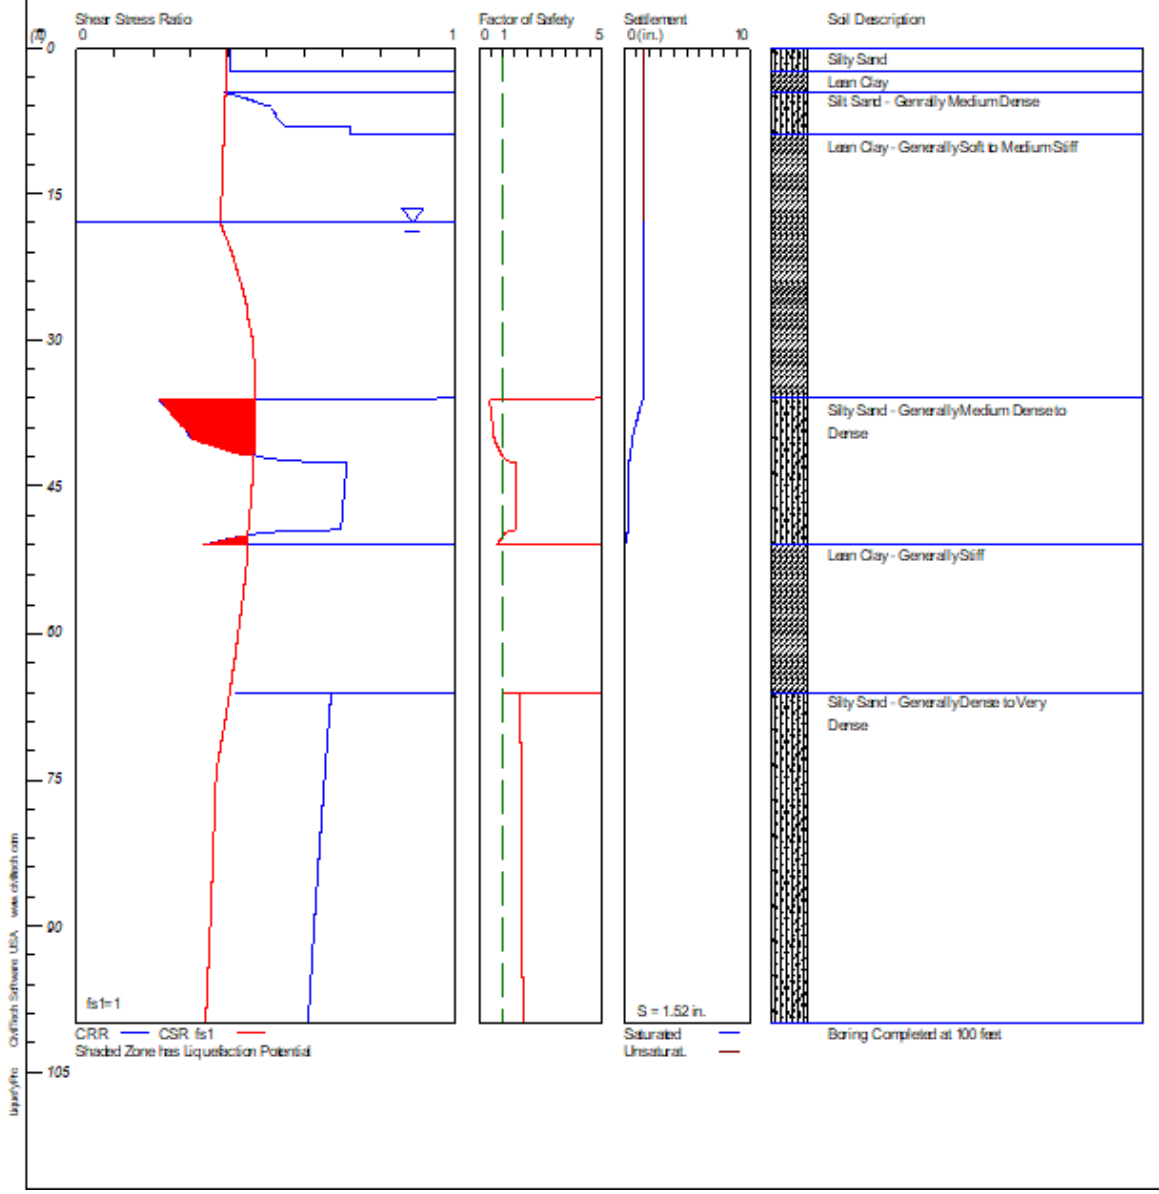 Shear Stress Ratio
Factor of Safety
Settlement
Soil Description
(ft)
0
1
0 1
5
0 (in.)
10
0
Silty Sand
Lean Clay
Silt Sand - Genrally Medium Dense
Lean Clay - Generally Soft to Medium Stiff
15
30
Silty Sand - Generally Medium Dense to
Dense
45
Lean Clay - Generally Stiff
60
Silty Sand - Generally Dense to Very
Dense
75
90
fs1=1
S = 1.52 in.
CRR
CSR fs1
Shaded Zone has Liquefaction Potential
Saturated
Unsaturat.
Boring Completed at 100 feet
105
LiquefyPro CivilTech Software USA www.civiltech.com